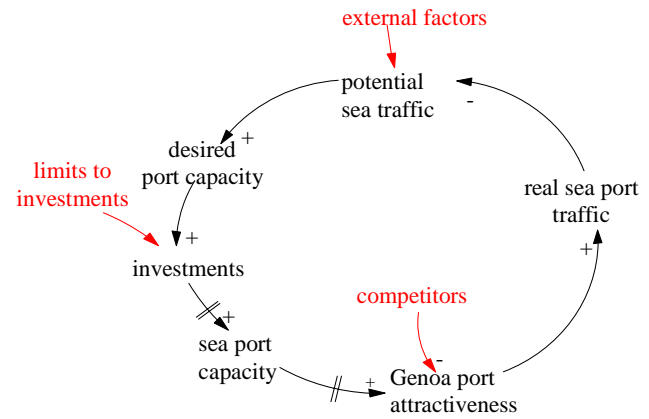 external factors
potential
sea traffic
-
+
desired
port capacity
limits to
investments
real sea port
traffic
+
+
investments
competitors
+
sea port
capacity
-
+
Genoa port
attractiveness